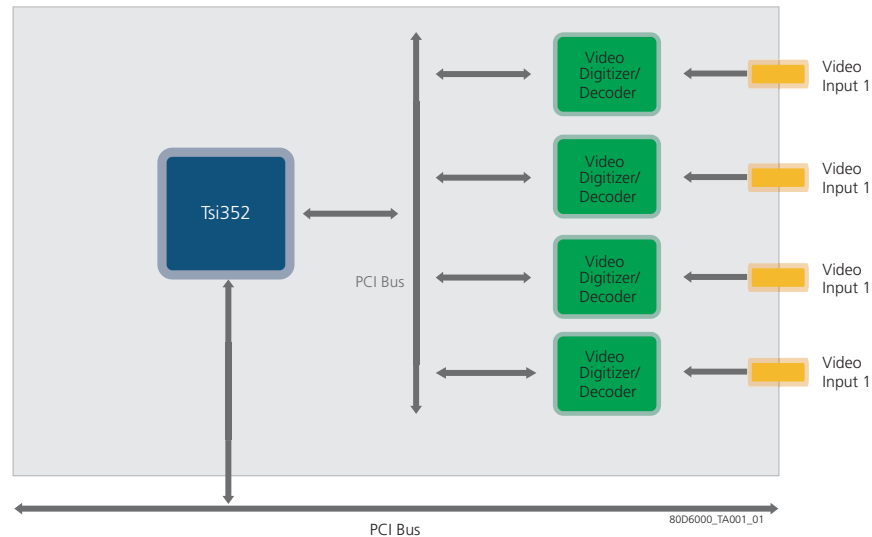 Video
Digitizer/
Decoder
Video
Input 1
Video
Digitizer/
Decoder
Video
Input 1
Tsi352
Video
Digitizer/
Decoder
Video
Input 1
PCI Bus
Video
Digitizer/
Decoder
Video
Input 1
80D6000_TA001_01
PCI Bus